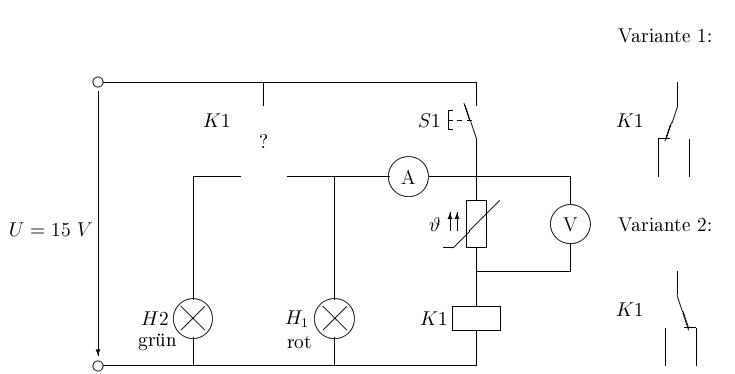 Variante 1:
K1
S1
K1
?
A
U = 15 V
ϑ
V
Variante 2:
H2
grün
H₁
rot
K1
K1